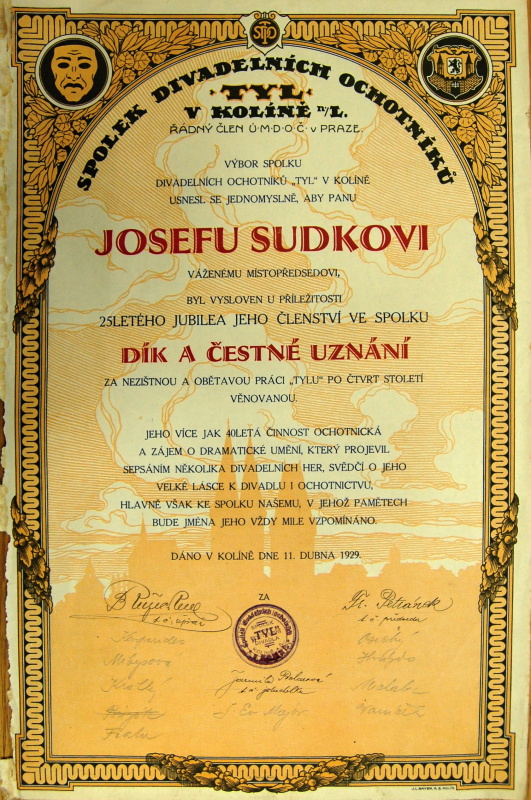 SPOLEK DIVADELNÍCH OCHOTNÍKŮ
"TYL"
V KOLÍNĚ n/L.
ŘÁDNÝ ČLEN Ú·M·D·O·Č· v PRAZE.
VÝBOR SPOLKU
DIVADELNÍCH OCHOTNÍKŮ „TYL" V KOLÍNĚ
USNESL SE JEDNOMYSLNĚ, ABY PANU
JOSEFU SUDKOVI
VÁŽENÉMU MÍSTOPŘEDSEDOVI,
BYL VYSLOVEN U PŘÍLEŽITOSTI
25LETÉHO JUBILEA JEHO ČLENSTVÍ VE SPOLKU
DÍK A ČESTNÉ UZNÁNÍ
ZA NEZIŠTNOU A OBĚTAVOU PRÁCI „TYLU" PO ČTVRT STOLETÍ
VĚNOVANOU.
JEHO VÍCE JAK 40LETÁ ČINNOST OCHOTNICKÁ
A ZÁJEM O DRAMATICKÉ UMĚNÍ, KTERÝ PROJEVIL
SEPSÁNÍM NĚKOLIKA DIVADELNÍCH HER, SVĚDČÍ O JEHO
VELKÉ LÁSCE K DIVADLU I OCHOTNICTVU,
HLAVNĚ VŠAK KE SPOLKU NAŠEMU, V JEHOŽ PAMĚTECH
BUDE JMÉNA JEHO VŽDY MILE VZPOMÍNÁNO.
DÁNO V KOLÍNĚ DNE 11. DUBNA 1929.
ZA
Fr. Petránek
"TYL"
Jarmila